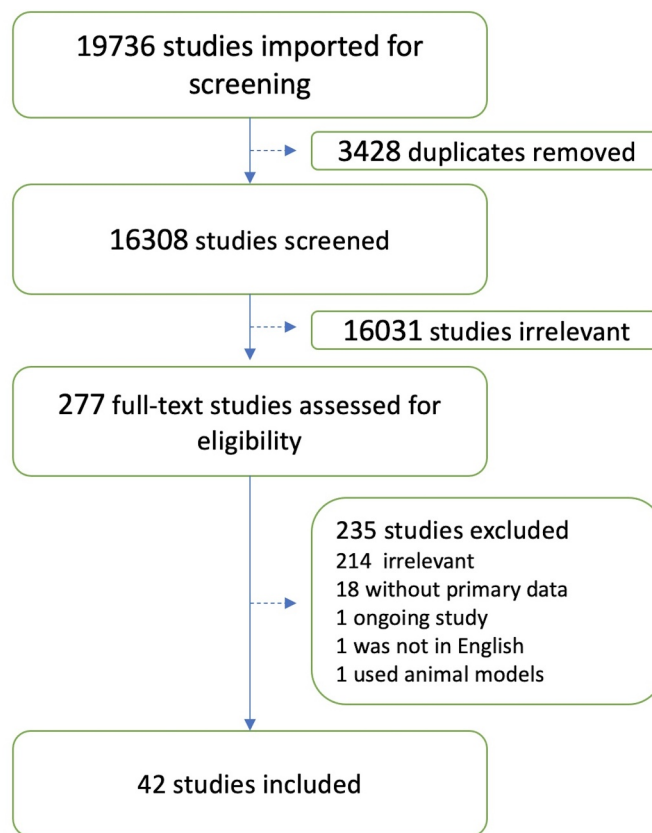 19736 studies imported for
screening
3428 duplicates removed
16308 studies screened
16031 studies irrelevant
277 full-text studies assessed for
eligibility
235 studies excluded
214 irrelevant
18 without primary data
1 ongoing study
1 was not in English
1 used animal models
42 studies included